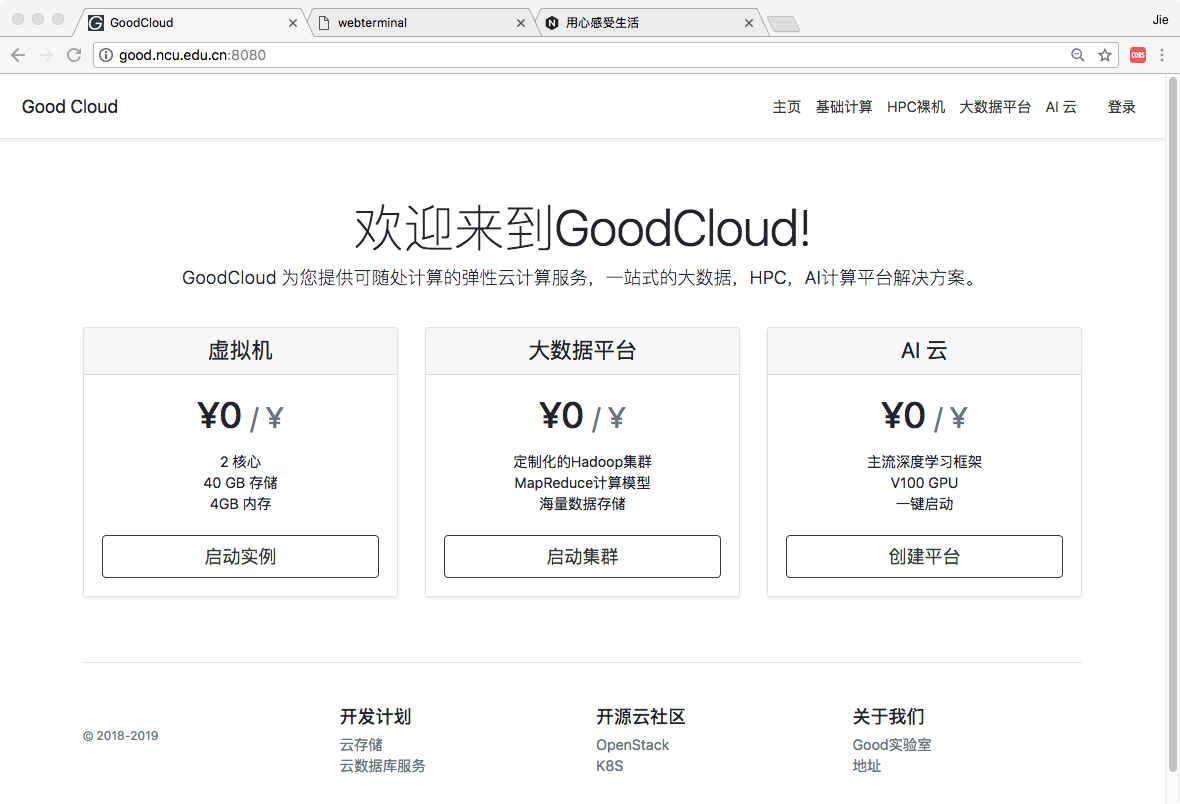 GoodCloud
webterminal
用心感受生活
Jie
good.ncu.edu.cn:8080
CORS
Good Cloud
主页 基础计算 HPC裸机 大数据平台 AI 云 登录
欢迎来到GoodCloud!
GoodCloud 为您提供可随处计算的弹性云计算服务，一站式的大数据，HPC，AI计算平台解决方案。
虚拟机
¥0 / ¥
2 核心
40 GB 存储
4GB 内存
启动实例
大数据平台
¥0 / ¥
定制化的Hadoop集群
MapReduce计算模型
海量数据存储
启动集群
AI 云
¥0 / ¥
主流深度学习框架
V100 GPU
一键启动
创建平台
© 2018-2019
开发计划
云存储
云数据库服务
开源云社区
OpenStack
K8S
关于我们
Good实验室
地址